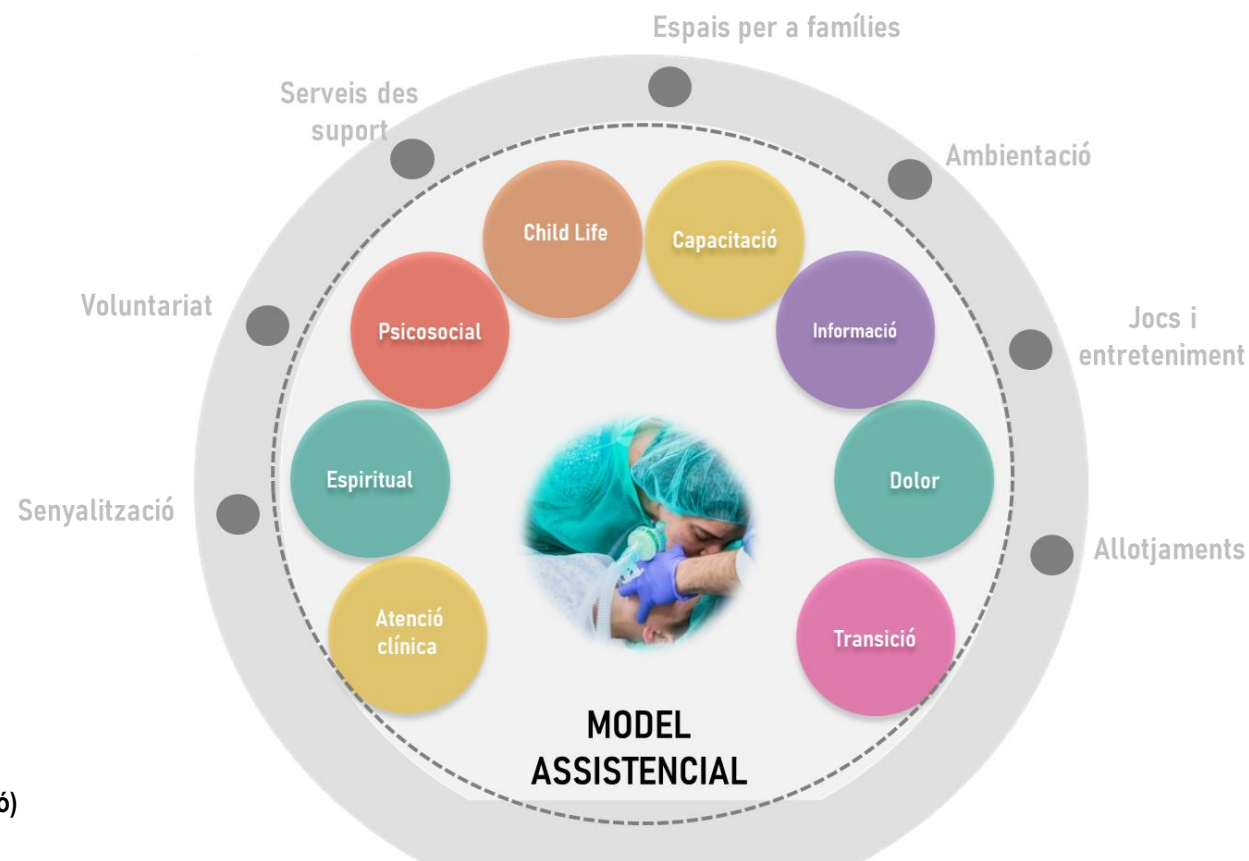 Espais per a famílies
Serveis des
suport
Ambientació
Child Life
Capacitació
Voluntariat
Psicosocial
Informació
Jocs i
entreteniment
Espiritual
Dolor
Senyalització
Allotjaments
Atenció
clínica
Transició
MODEL
ASSISTENCIAL
ó)